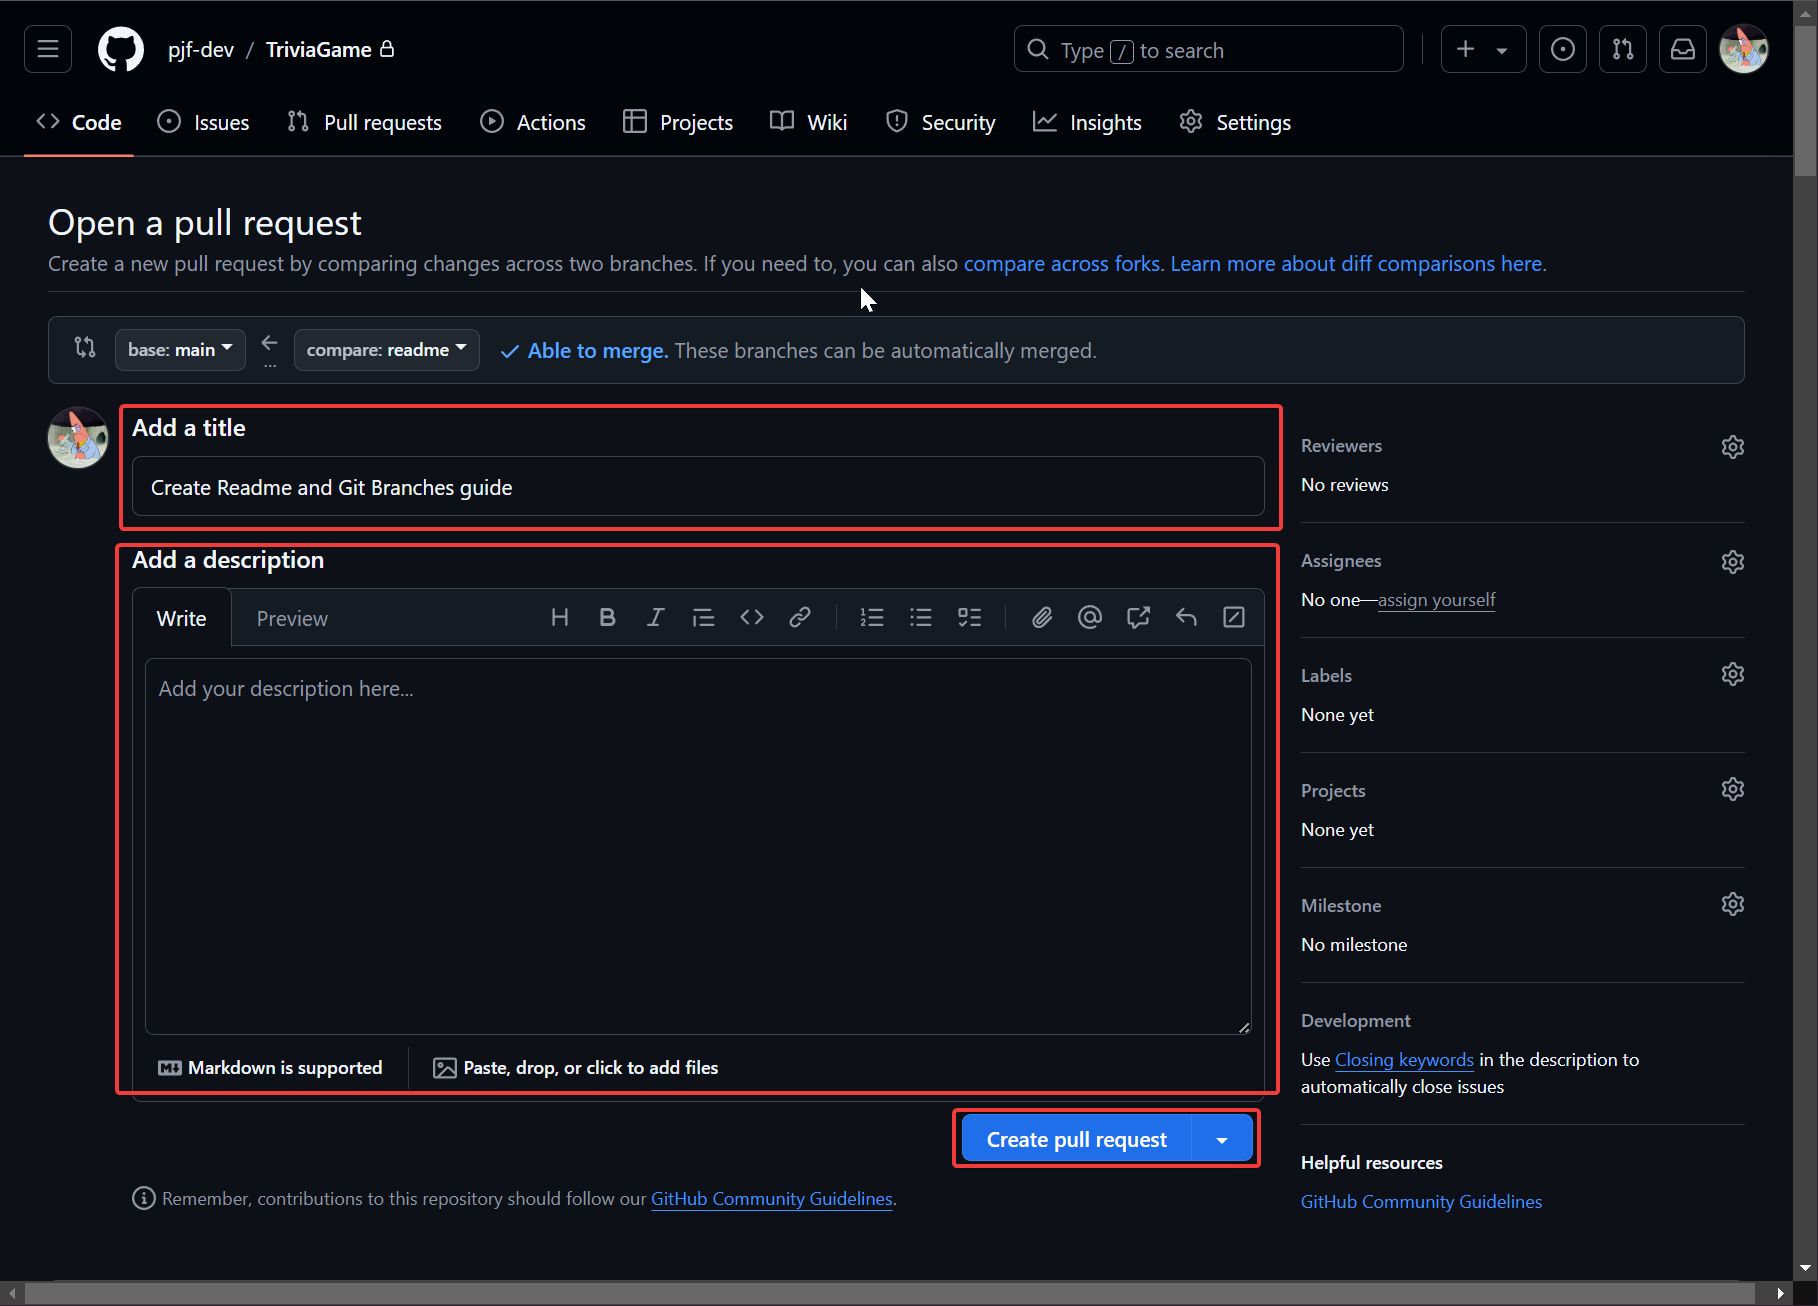 pjf-dev / TriviaGame
Type / to search
Code Issues Pull requests Actions Projects Wiki Security Insights Settings
Open a pull request
Create a new pull request by comparing changes across two branches. If you need to, you can also compare across forks. Learn more about diff comparisons here.
base: main ... compare: readme Able to merge. These branches can be automatically merged.
Add a title
Create Readme and Git Branches guide
Add a description
Write Preview
Add your description here...
Markdown is supported Paste, drop, or click to add files
Create pull request
Remember, contributions to this repository should follow our GitHub Community Guidelines.
Reviewers
No reviews
Assignees
No one—assign yourself
Labels
None yet
Projects
None yet
Milestone
No milestone
Development
Use Closing keywords in the description to
automatically close issues
Helpful resources
GitHub Community Guidelines